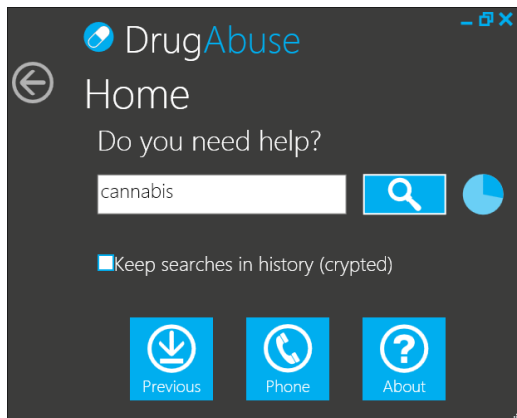 DrugAbuse
Home
Do you need help?
cannabis
Keep searches in history (crypted)
Previous
Phone
About